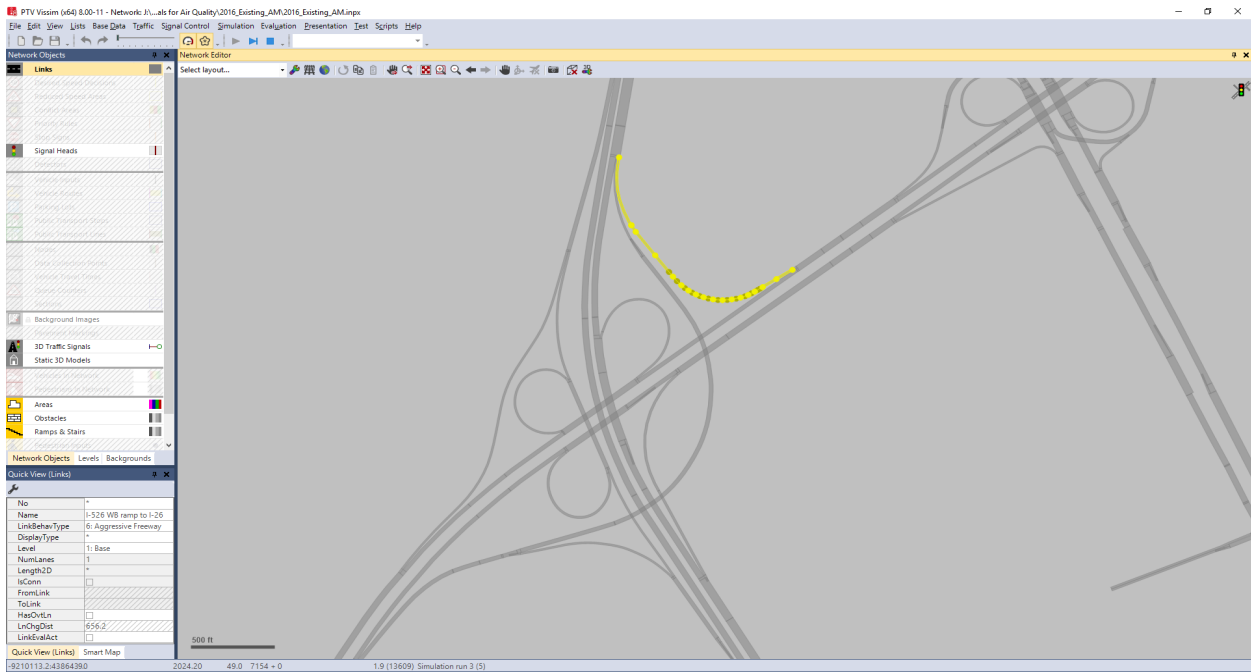 PTV Vissim (x64) 8.00-11 - Network: J:\...als for Air Quality\2016_Existing_AM\2016_Existing_AM.inpx
File Edit View Lists Base Data Traffic Signal Control Simulation Evaluation Presentation Test Scripts Help
Network Objects
Network Editor
Select layout...
Links
Signal Heads
Background Images
3D Traffic Signals
Static 3D Models
Areas
Obstacles
Ramps & Stairs
Network Objects Levels Backgrounds
Quick View (Links)
No *
Name I-526 WB ramp to I-26
LinkBehavType 6: Aggressive Freeway
DisplayType *
Level 1: Base
NumLanes 1
Length2D *
IsConn
FromLink
ToLink
HasOvtLn
LnChgDist 656.2
LinkEvalAct
Quick View (Links) Smart Map
500 ft
-9210113.2:4386439.0 2024.20 49.0 7154 + 0 1.9 (13609) Simulation run 3 (5)